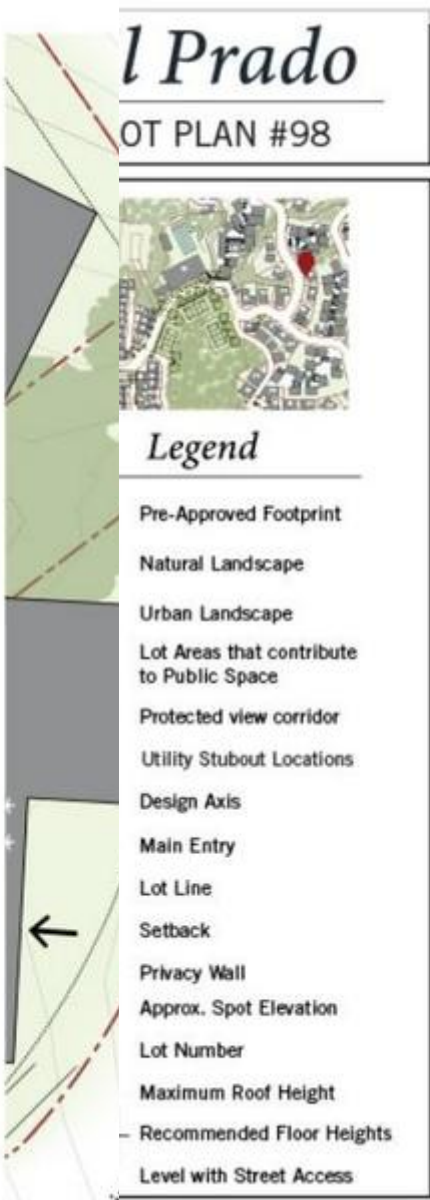 l Prado
OT PLAN #98
Legend
Pre-Approved Footprint
Natural Landscape
Urban Landscape
Lot Areas that contribute
to Public Space
Protected view corridor
Utility Stubout Locations
Design Axis
Main Entry
Lot Line
Setback
Privacy Wall
Approx. Spot Elevation
Lot Number
Maximum Roof Height
Recommended Floor Heights
Level with Street Access